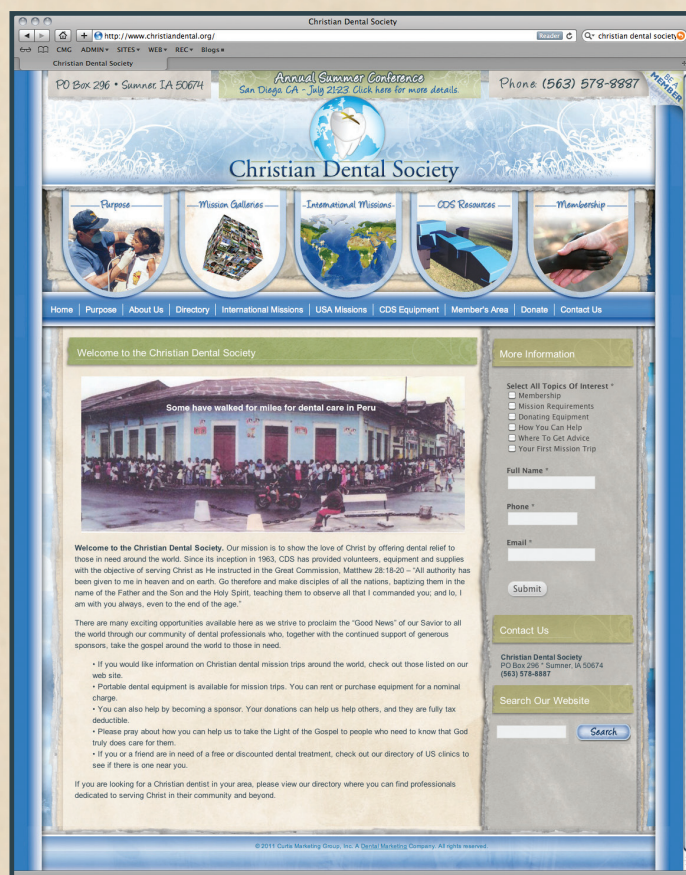 Christian Dental Society
http://www.christiandental.org/
Reader
christian dental society
CMG ADMIN▾ SITES▾ WEB▾ REC▾ Blogs
Christian Dental Society
PO Box 296 • Sumner, IA 50674
Annual Summer Conference
San Diego, CA - July 21-23 Click here for more details.
Phone: (563) 578-8887
BE A
MEMBER
Christian Dental Society
Purpose
Mission Galleries
International Missions
CDS Resources
Membership
Home | Purpose | About Us | Directory | International Missions | USA Missions | CDS Equipment | Member's Area | Donate | Contact Us
Welcome to the Christian Dental Society
Some have walked for miles for dental care in Peru
Welcome to the Christian Dental Society. Our mission is to show the love of Christ by offering dental relief to
those in need around the world. Since its inception in 1963, CDS has provided volunteers, equipment and supplies
with the objective of serving Christ as He instructed in the Great Commission, Matthew 28:18-20 – “All authority has
been given to me in heaven and on earth. Go therefore and make disciples of all the nations, baptizing them in the
name of the Father and the Son and the Holy Spirit, teaching them to observe all that I commanded you; and lo, I
am with you always, even to the end of the age.”
There are many exciting opportunities available here as we strive to proclaim the “Good News” of our Savior to all
the world through our community of dental professionals who, together with the continued support of generous
sponsors, take the gospel around the world to those in need.
• If you would like information on Christian dental mission trips around the world, check out those listed on our
web site.
• Portable dental equipment is available for mission trips. You can rent or purchase equipment for a nominal
charge.
• You can also help by becoming a sponsor. Your donations can help us help others, and they are fully tax
deductible.
• Please pray about how you can help us to take the Light of the Gospel to people who need to know that God
truly does care for them.
• If you or a friend are in need of a free or discounted dental treatment, check out our directory of US clinics to
see if there is one near you.
If you are looking for a Christian dentist in your area, please view our directory where you can find professionals
dedicated to serving Christ in their community and beyond.
More Information
Select All Topics Of Interest *
Membership
Mission Requirements
Donating Equipment
How You Can Help
Where To Get Advice
Your First Mission Trip
Full Name *
Phone *
Email *
Submit
Contact Us
Christian Dental Society
PO Box 296 * Sumner, IA 50674
(563) 578-8887
Search Our Website
Search
© 2011 Curtis Marketing Group, Inc. A Dental Marketing Company. All rights reserved.